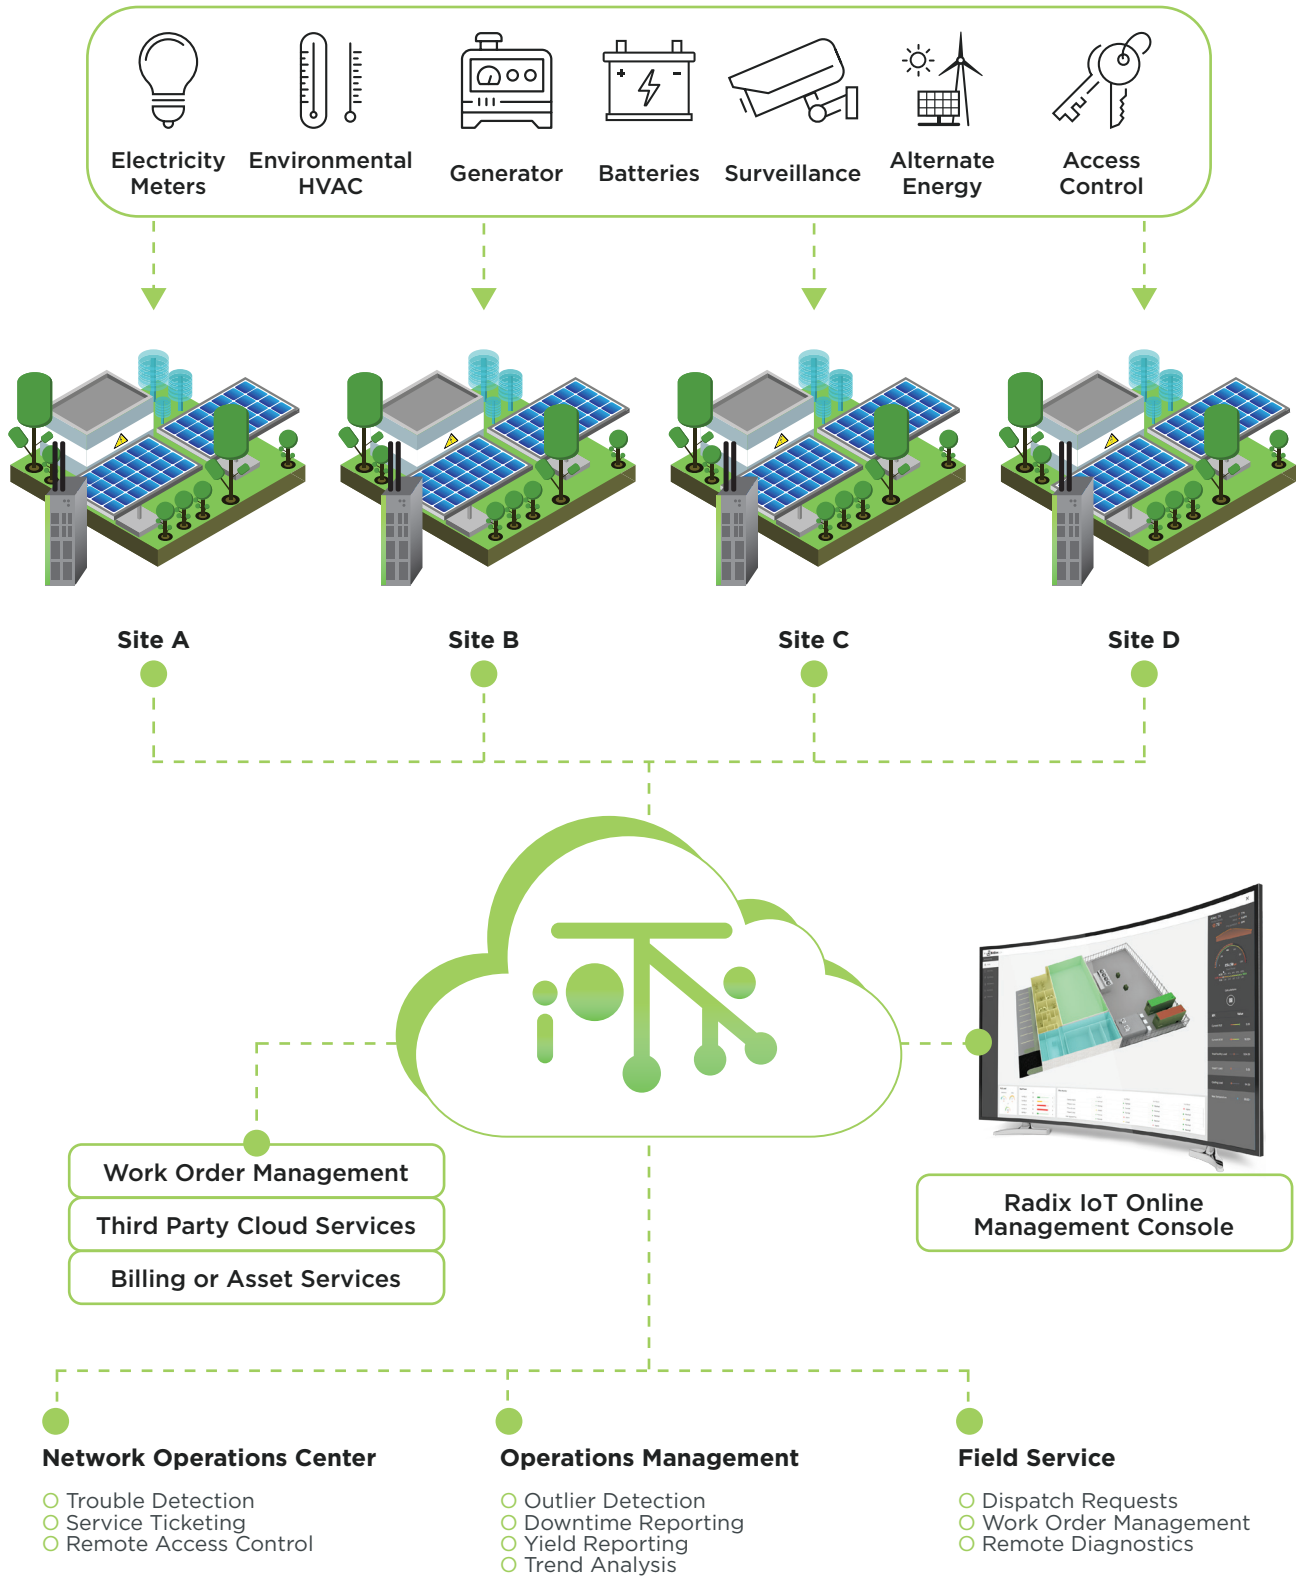 Electricity
Meters
Environmental
HVAC
Generator
Batteries
Surveillance
Alternate
Energy
Access
Control
Site A
Site B
Site C
Site D
iOT
Work Order Management
Third Party Cloud Services
Billing or Asset Services
Radix IoT Online
Management Console
Network Operations Center
Trouble Detection
Service Ticketing
Remote Access Control
Operations Management
Outlier Detection
Downtime Reporting
Yield Reporting
Trend Analysis
Field Service
Dispatch Requests
Work Order Management
Remote Diagnostics